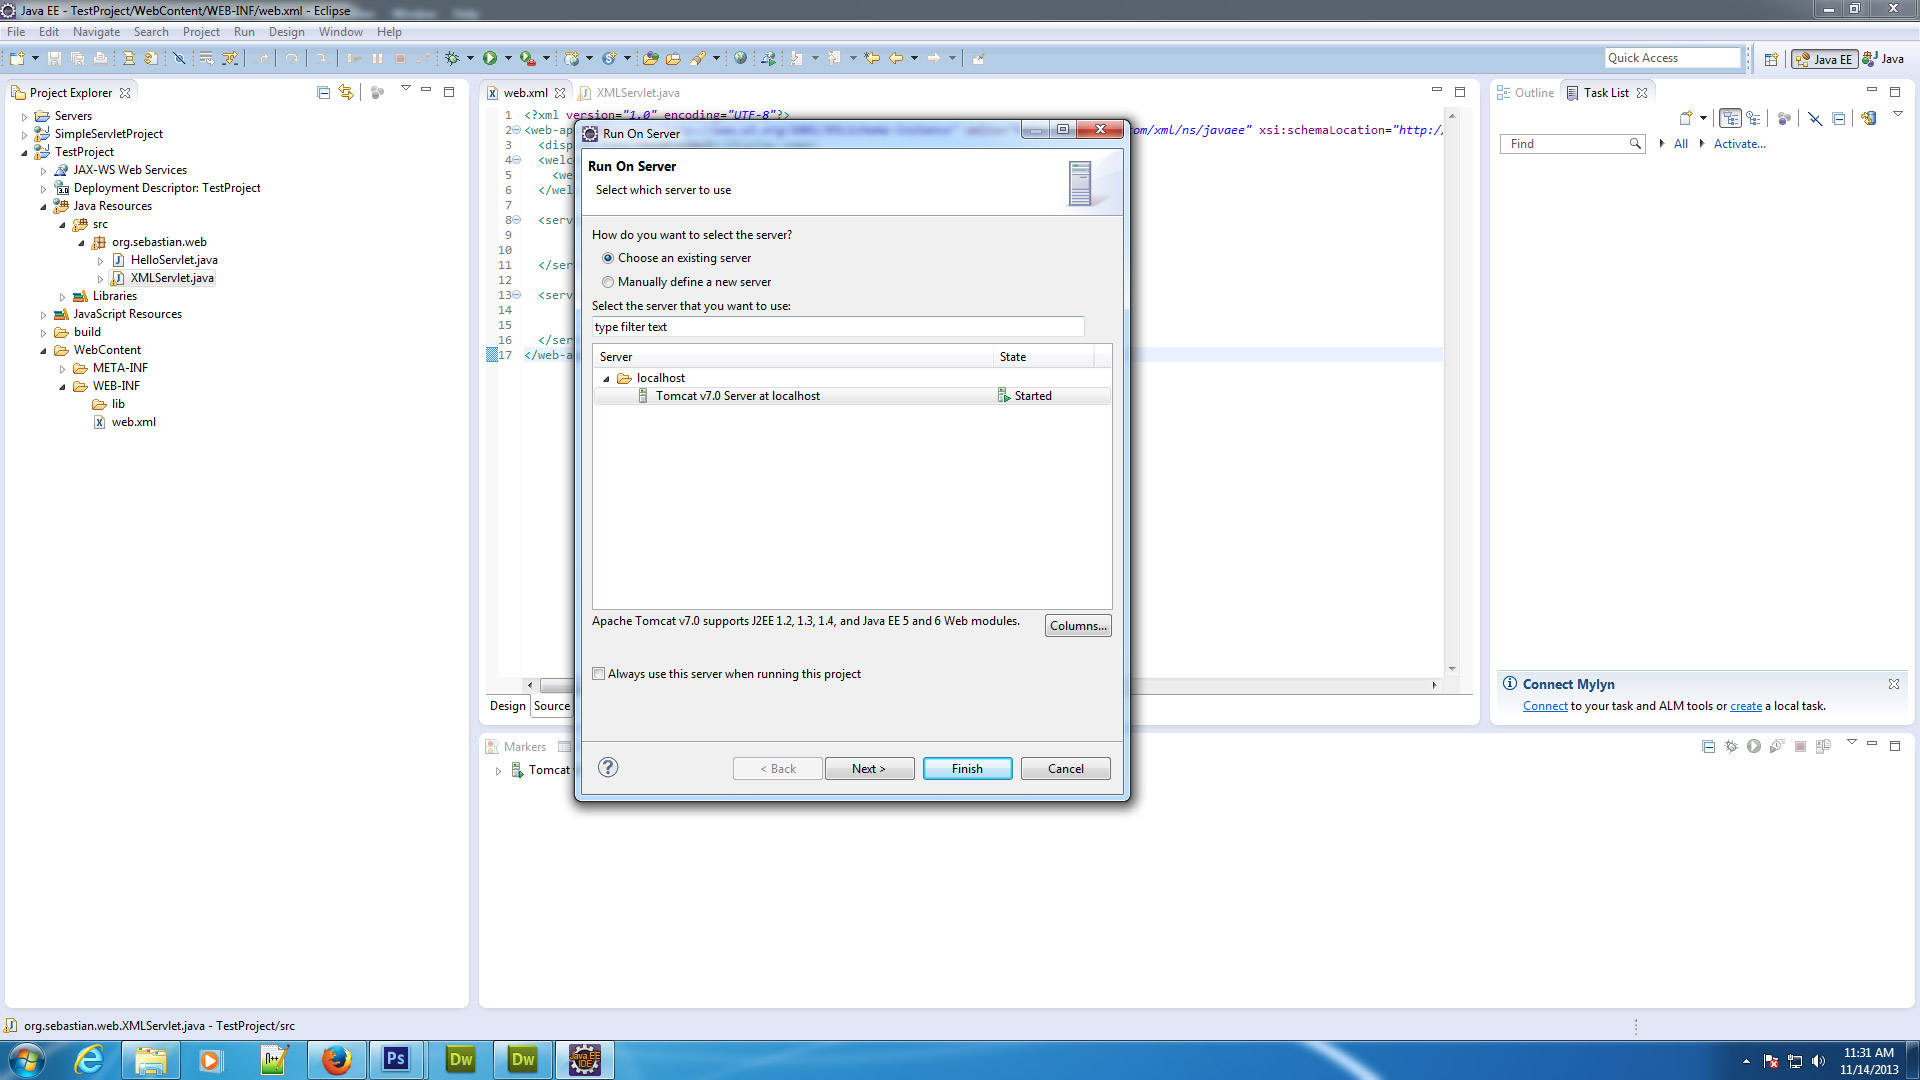 Java EE - TestProject/WebContent/WEB-INF/web.xml - Eclipse
File Edit Navigate Search Project Run Design Window Help
Quick Access
Java EE
Java
Project Explorer
Servers
SimpleServletProject
TestProject
JAX-WS Web Services
Deployment Descriptor: TestProject
Java Resources
src
org.sebastian.web
HelloServlet.java
XMLServlet.java
Libraries
JavaScript Resources
build
WebContent
META-INF
WEB-INF
lib
web.xml
web.xml
XMLServlet.java
1 <?xml version="1.0" encoding="UTF-8"?>
2 <web-ap om/xml/ns/javaee" xsi:schemaLocation="http:/
3 <disp
4 <welc
5 <we
6 </wel
7
8 <serv
9
10
11 </ser
12
13 <serv
14
15
16 </ser
17 </web-a
Design Source
Run On Server
Run On Server
Select which server to use
How do you want to select the server?
Choose an existing server
Manually define a new server
Select the server that you want to use:
type filter text
Server State
localhost
Tomcat v7.0 Server at localhost Started
Apache Tomcat v7.0 supports J2EE 1.2, 1.3, 1.4, and Java EE 5 and 6 Web modules.
Columns...
Always use this server when running this project
< Back Next > Finish Cancel
Outline Task List
Find
All Activate...
Connect Mylyn
Connect to your task and ALM tools or create a local task.
Markers
Tomcat
org.sebastian.web.XMLServlet.java - TestProject/src
Ps
Dw
Dw
Java EE
IDE
11:31 AM
11/14/2013